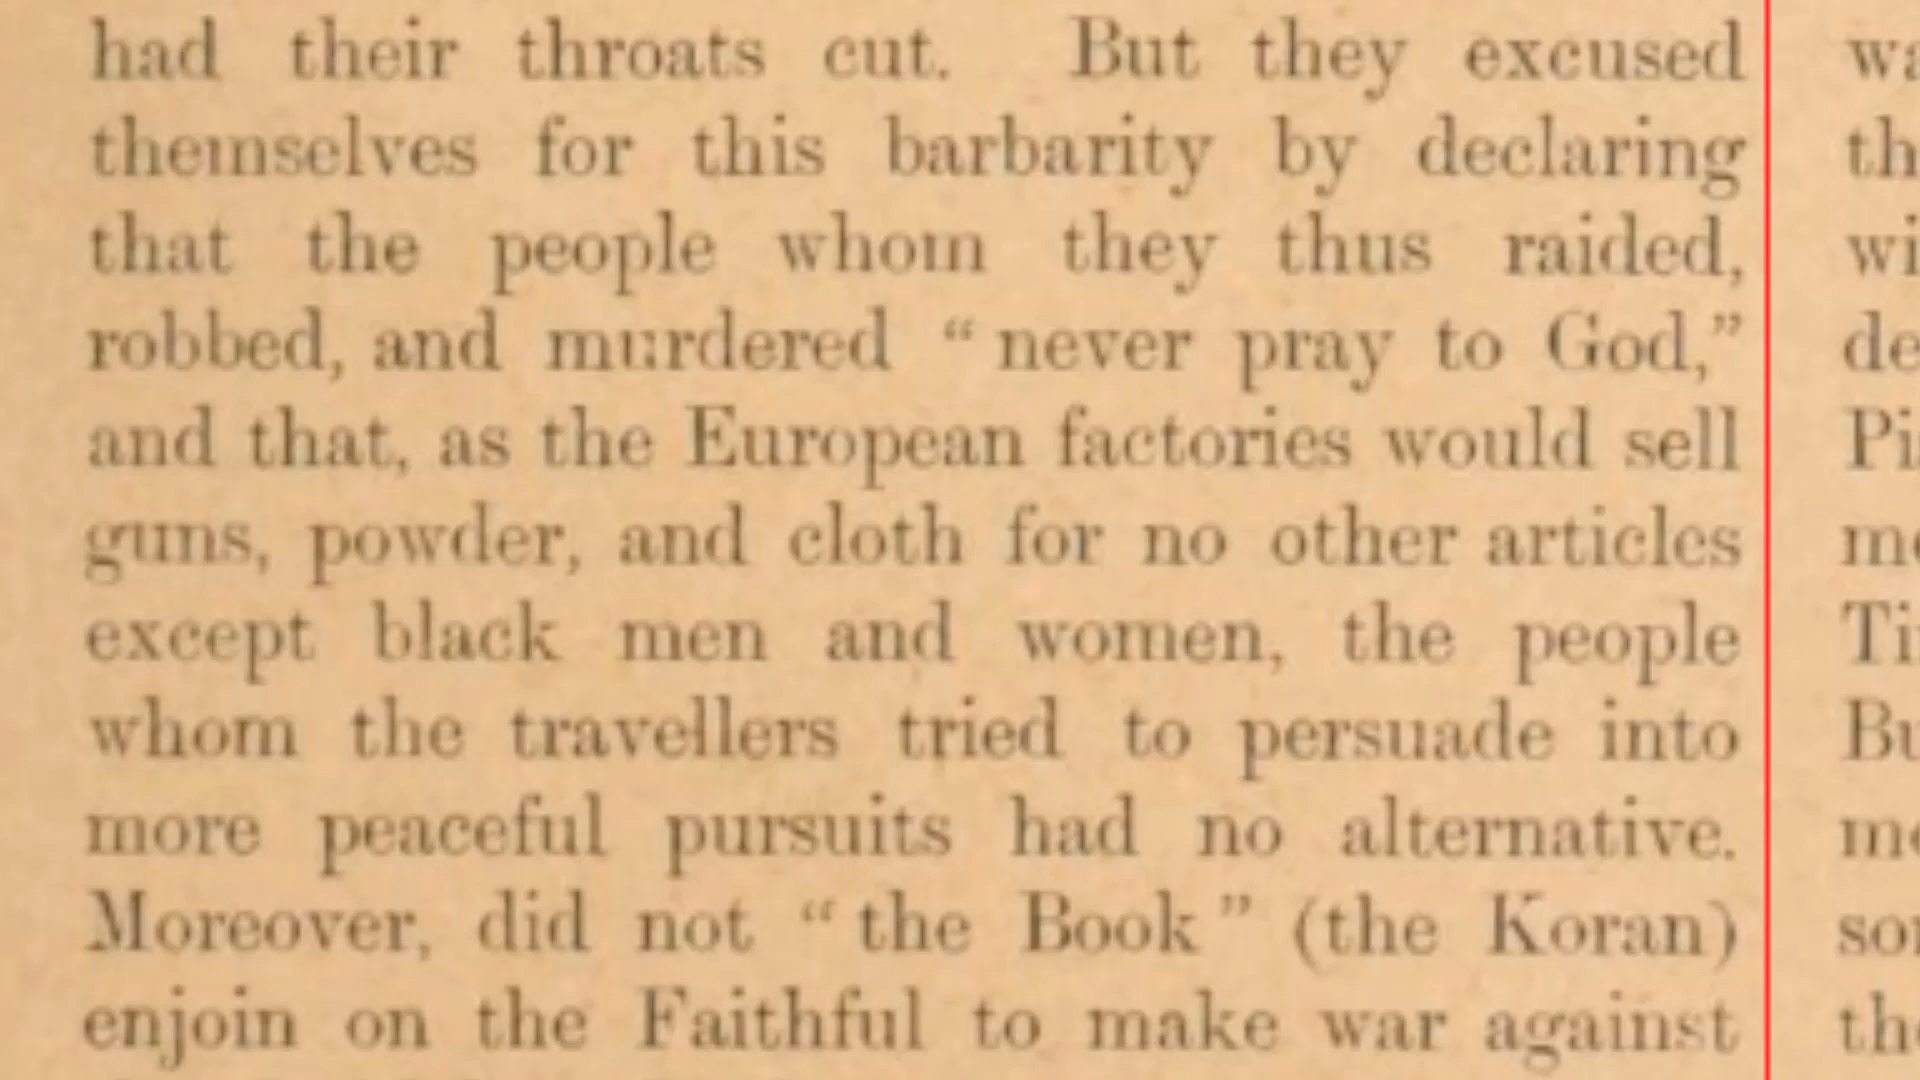 had their throats cut. But they excused
themselves for this barbarity by declaring
that the people whom they thus raided,
robbed, and murdered “never pray to God,”
and that, as the European factories would sell
guns, powder, and cloth for no other articles
except black men and women, the people
whom the travellers tried to persuade into
more peaceful pursuits had no alternative.
Moreover, did not “the Book” (the Koran)
enjoin on the Faithful to make war against